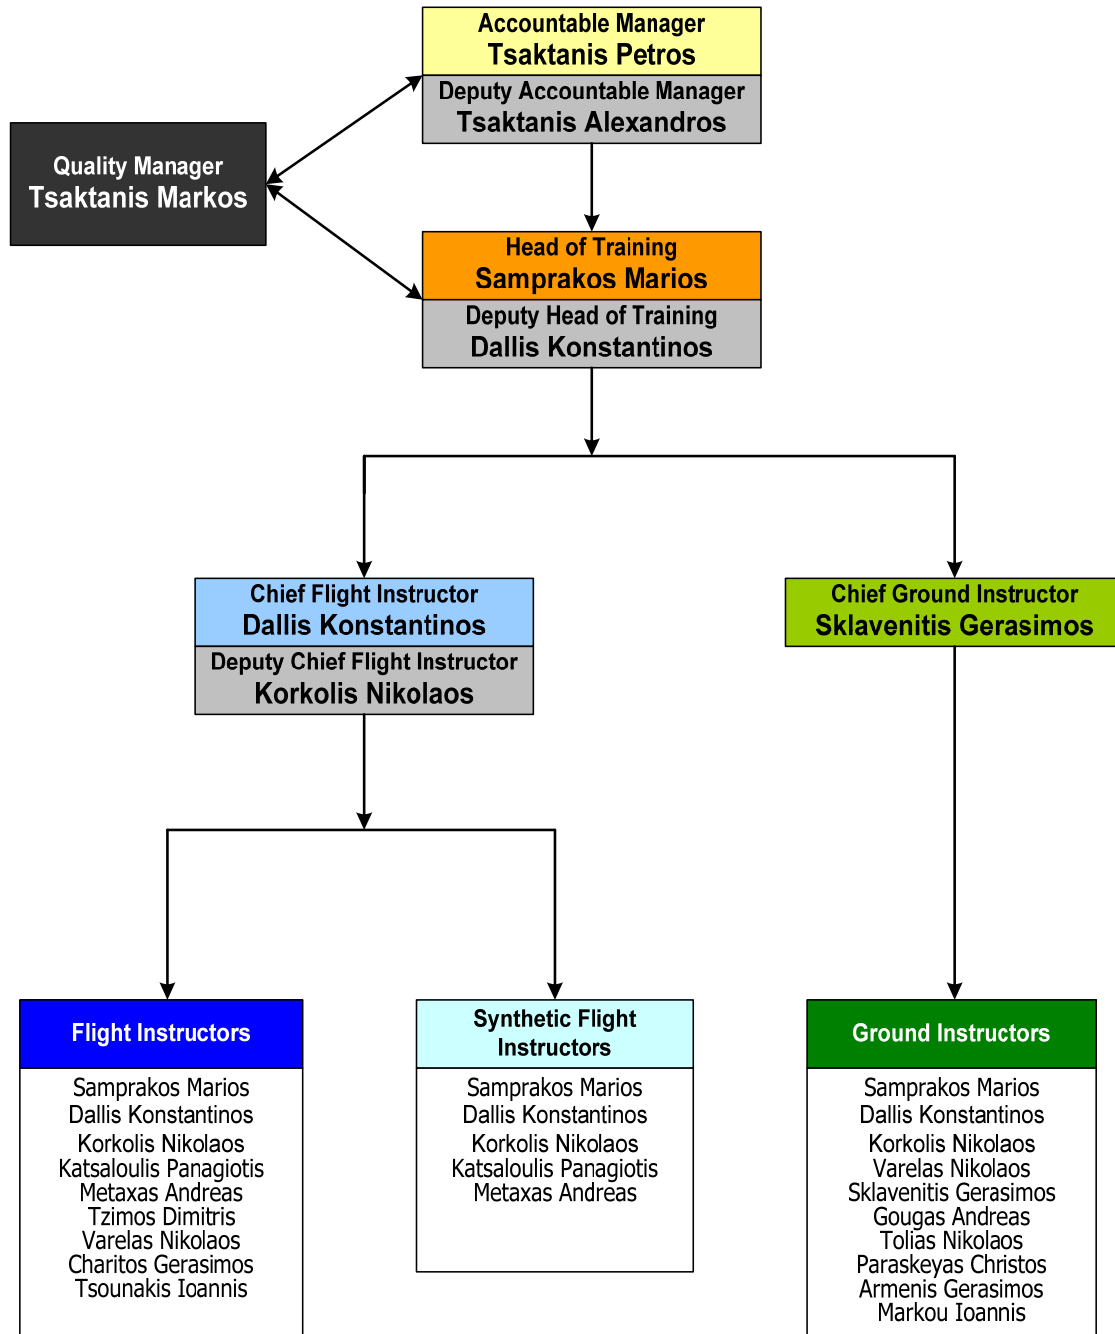 Accountable Manager
Tsaktanis Petros
Deputy Accountable Manager
Tsaktanis Alexandros
Quality Manager
Tsaktanis Markos
Head of Training
Samprakos Marios
Deputy Head of Training
Dallis Konstantinos
Chief Flight Instructor
Dallis Konstantinos
Deputy Chief Flight Instructor
Korkolis Nikolaos
Chief Ground Instructor
Sklavenitis Gerasimos
Flight Instructors
Samprakos Marios
Dallis Konstantinos
Korkolis Nikolaos
Katsaloulis Panagiotis
Metaxas Andreas
Tzimos Dimitris
Varelas Nikolaos
Charitos Gerasimos
Tsounakis Ioannis
Synthetic Flight
Instructors
Samprakos Marios
Dallis Konstantinos
Korkolis Nikolaos
Katsaloulis Panagiotis
Metaxas Andreas
Ground Instructors
Samprakos Marios
Dallis Konstantinos
Korkolis Nikolaos
Varelas Nikolaos
Sklavenitis Gerasimos
Gougas Andreas
Tolias Nikolaos
Paraskeyas Christos
Armenis Gerasimos
Markou Ioannis